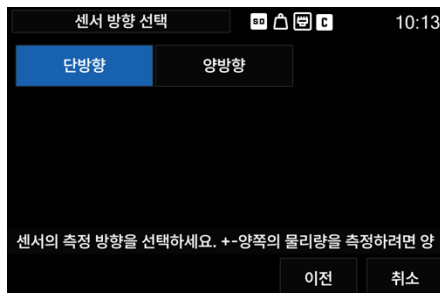 센서 방향 선택 SD C 10:13
단방향 양방향
센서의 측정 방향을 선택하세요. +-양쪽의 물리량을 측정하려면 양
이전 취소